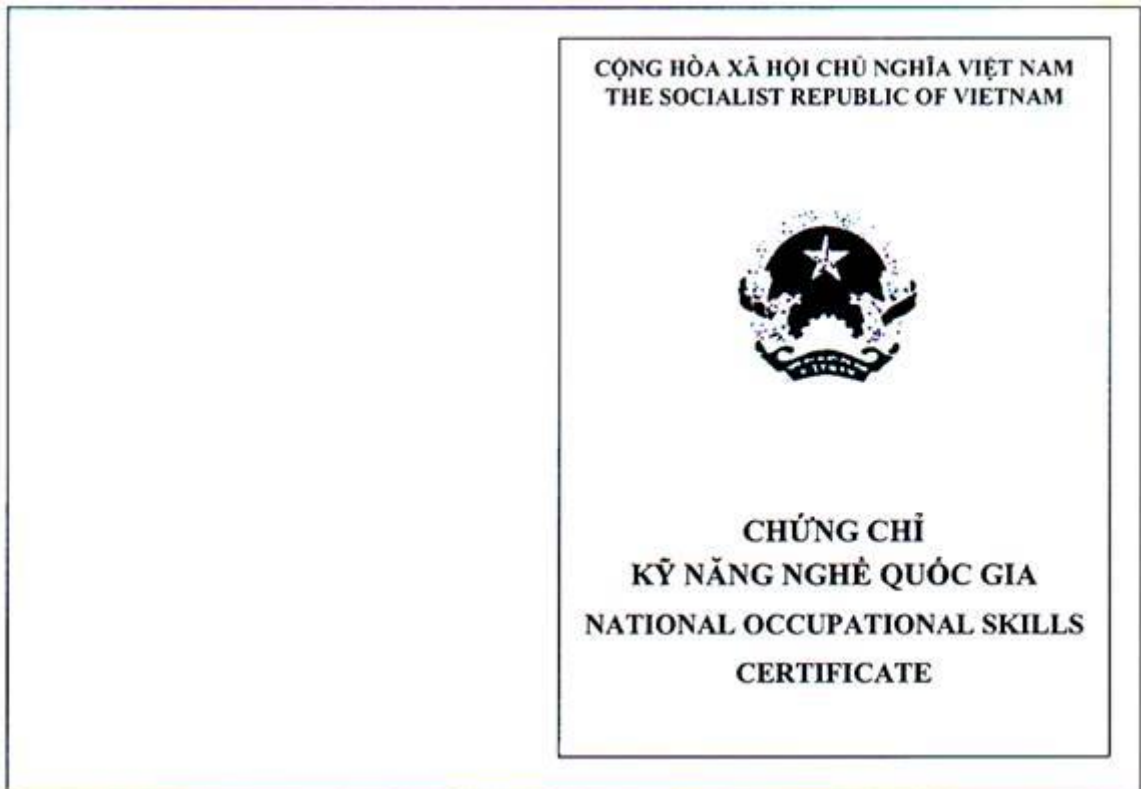 CỘNG HÒA XÃ HỘI CHỦ NGHĨA VIỆT NAM
THE SOCIALIST REPUBLIC OF VIETNAM
CHỨNG CHỈ
KỸ NĂNG NGHỀ QUỐC GIA
NATIONAL OCCUPATIONAL SKILLS
CERTIFICATE